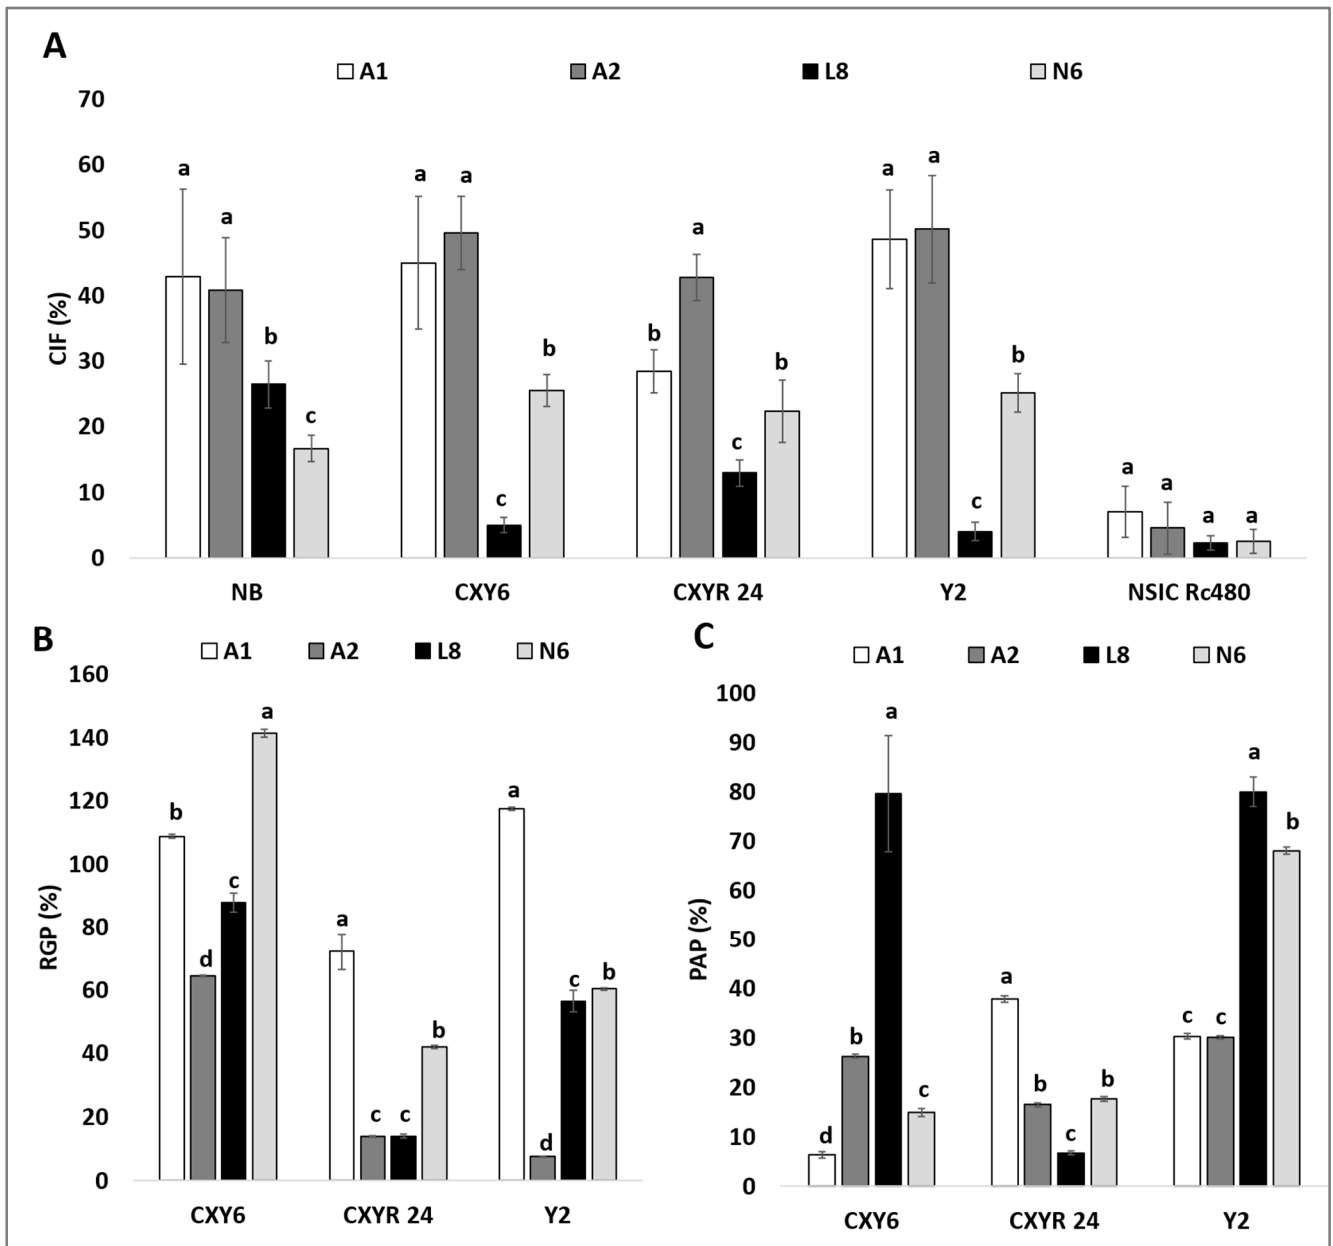 A
A1 A2 L8 N6
70
60
50
40
30
20
10
0
CIF (%)
a a b c
a a c b
b a c b
a a c b
a a a a
NB CXY6 CXYR 24 Y2 NSIC Rc480
B
A1 A2 L8 N6
160
140
120
100
80
60
40
20
0
RGP (%)
b d c a
a c c b
a d c b
CXY6 CXYR 24 Y2
C
A1 A2 L8 N6
100
90
80
70
60
50
40
30
20
10
0
PAP (%)
d b a c
a b c b
c c a b
CXY6 CXYR 24 Y2